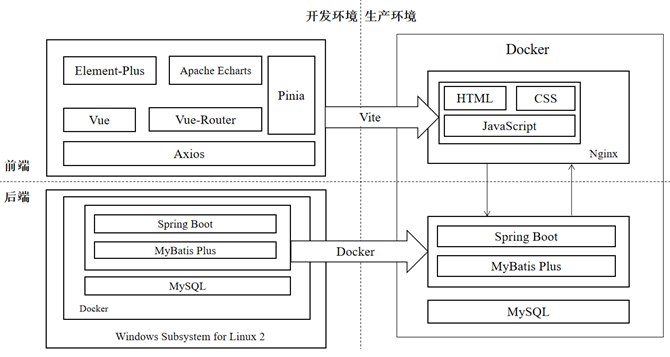 开发环境 生产环境
Docker
Element-Plus
Apache Echarts
Pinia
Vue
Vue-Router
Axios
Vite
HTML
CSS
JavaScript
Nginx
前端
后端
Spring Boot
MyBatis Plus
MySQL
Docker
Windows Subsystem for Linux 2
Docker
Spring Boot
MyBatis Plus
MySQL